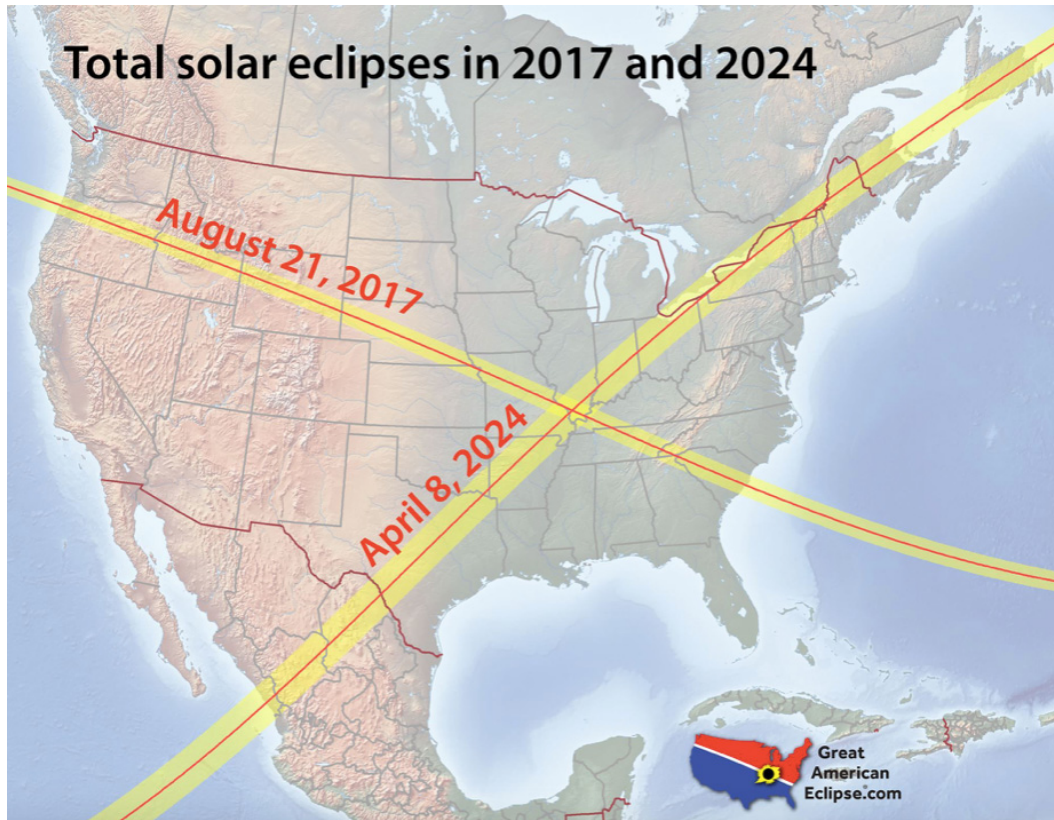 Total solar eclipses in 2017 and 2024
August 21, 2017
April 8, 2024
Great
American
Eclipse.com